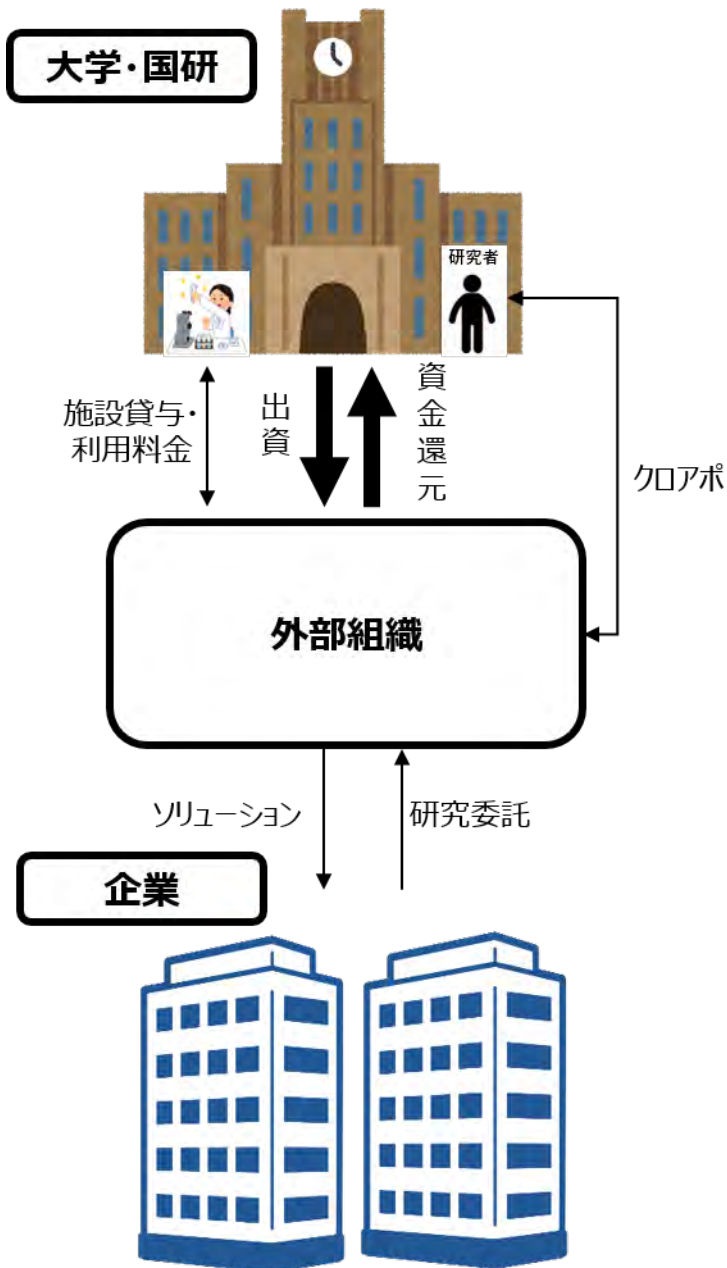 大学・国研
研究者
施設貸与・
利用料金
出資
資金還元
クロアポ
外部組織
ソリューション
研究委託
企業